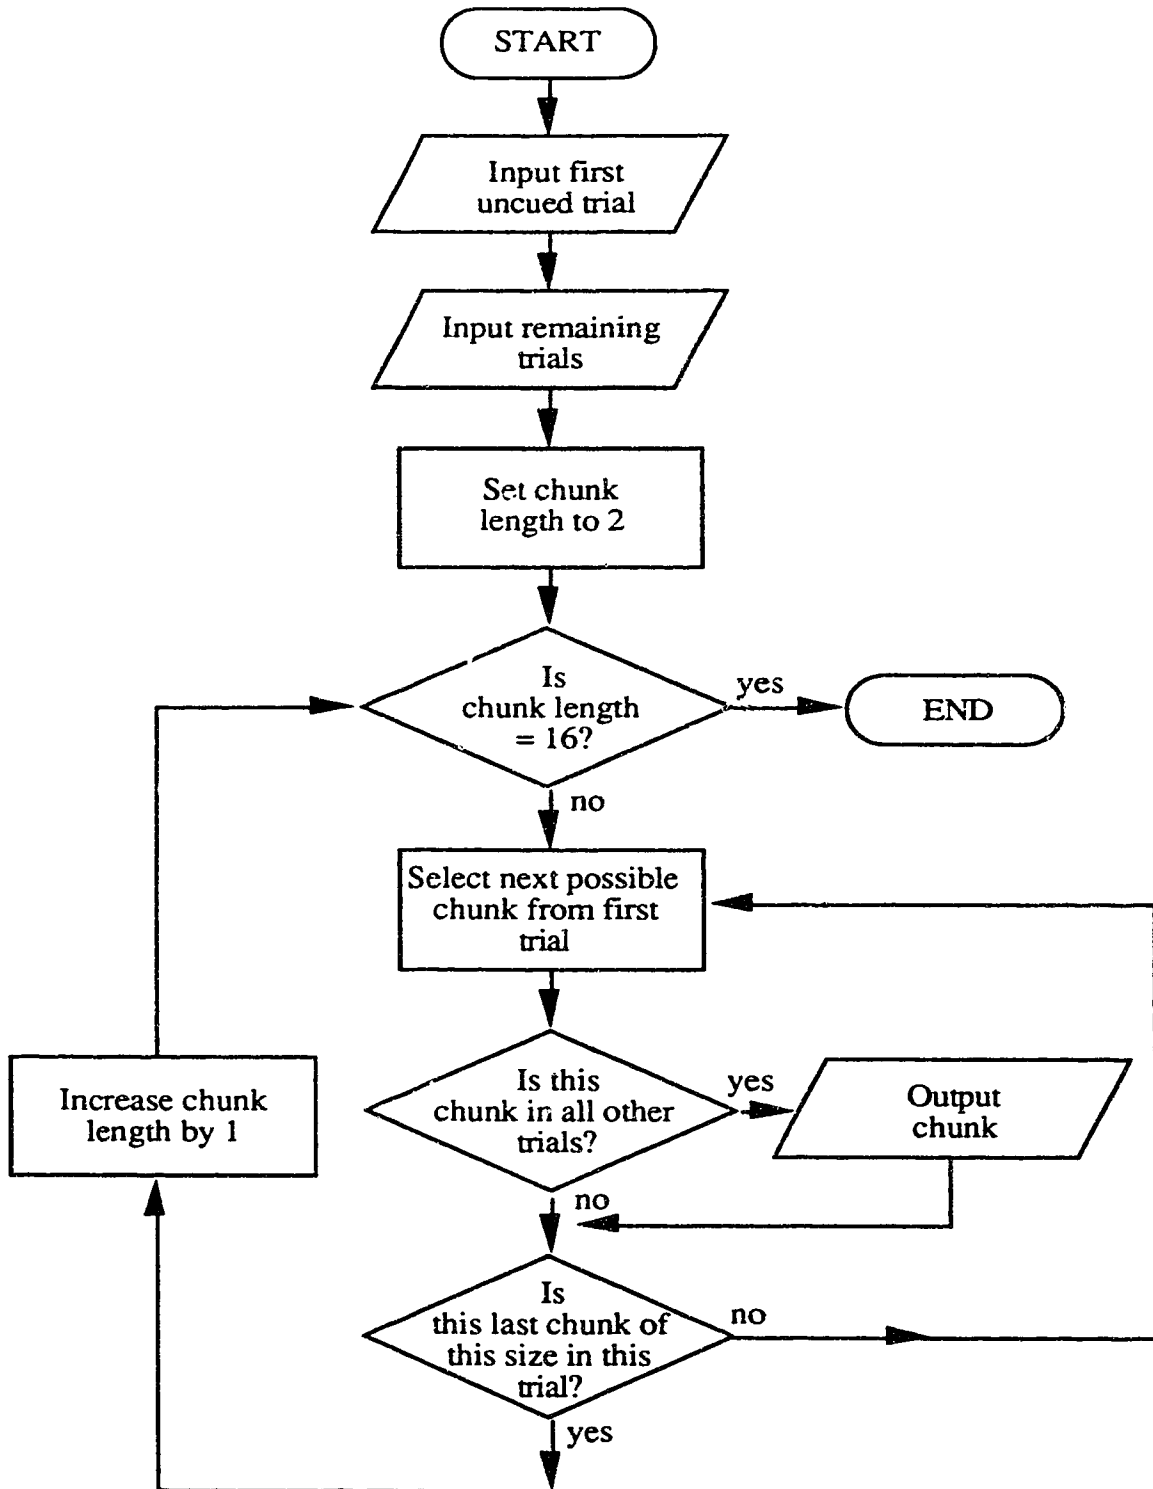 START
Input first
uncued trial
Input remaining
trials
Set chunk
length to 2
Is
chunk length
= 16?
yes
END
no
Select next possible
chunk from first
trial
Increase chunk
length by 1
Is this
chunk in all other
trials?
yes
Output
chunk
no
Is
this last chunk of
this size in this
trial?
no
yes